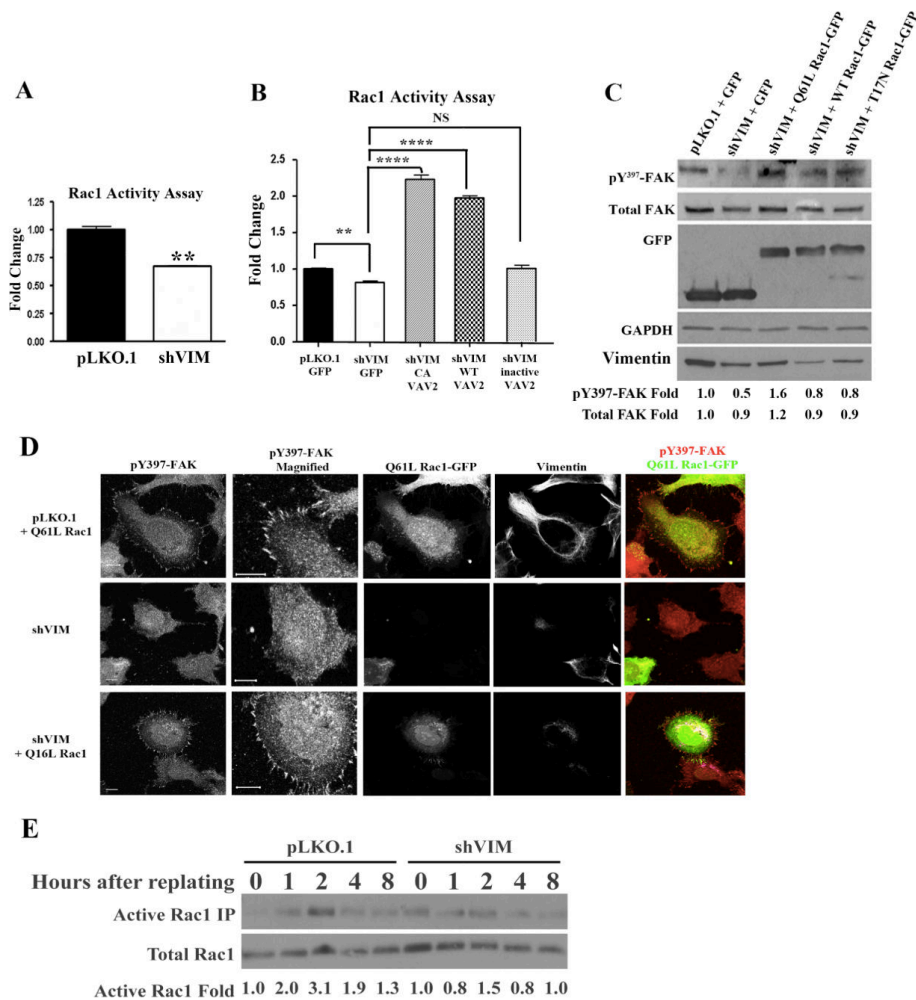 A
Rac1 Activity Assay
Fold Change
1.25
1.00
0.75
0.50
0.25
0.00
**
pLKO.1
shVIM
B
Rac1 Activity Assay
NS
****
****
**
Fold Change
2.5
2.0
1.5
1.0
0.5
0.0
pLKO.1 GFP
shVIM GFP
shVIM CA VAV2
shVIM WT VAV2
shVIM inactive VAV2
C
pLKO.1 + GFP
shVIM + GFP
shVIM + Q61L Rac1-GFP
shVIM + WT Rac1-GFP
shVIM + T17N Rac1-GFP
pY397-FAK
Total FAK
GFP
GAPDH
Vimentin
pY397-FAK Fold 1.0 0.5 1.6 0.8 0.8
Total FAK Fold 1.0 0.9 1.2 0.9 0.9
D
pY397-FAK
pY397-FAK Magnified
Q61L Rac1-GFP
Vimentin
pY397-FAK
Q61L Rac1-GFP
pLKO.1 + Q61L Rac1
shVIM
shVIM + Q16L Rac1
E
pLKO.1 shVIM
Hours after replating 0 1 2 4 8 0 1 2 4 8
Active Rac1 IP
Total Rac1
Active Rac1 Fold 1.0 2.0 3.1 1.9 1.3 1.0 0.8 1.5 0.8 1.0